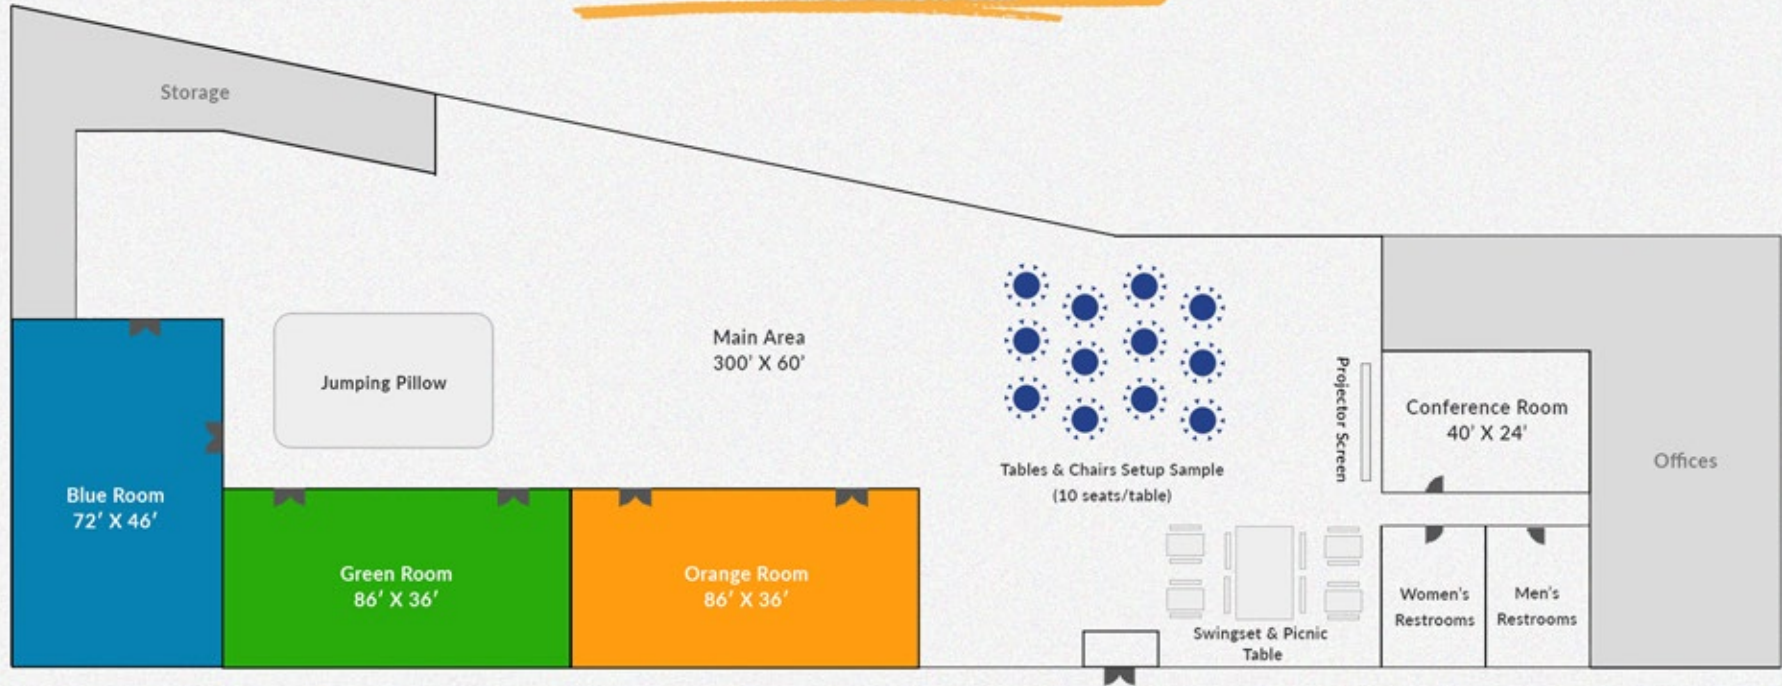 Storage
Main Area
300’ X 60’
Jumping Pillow
Projector Screen
Conference Room
40’ X 24’
Offices
Tables & Chairs Setup Sample
(10 seats/table)
Blue Room
72’ X 46’
Green Room
86’ X 36’
Orange Room
86’ X 36’
Women’s
Restrooms
Men’s
Restrooms
Swingset & Picnic
Table